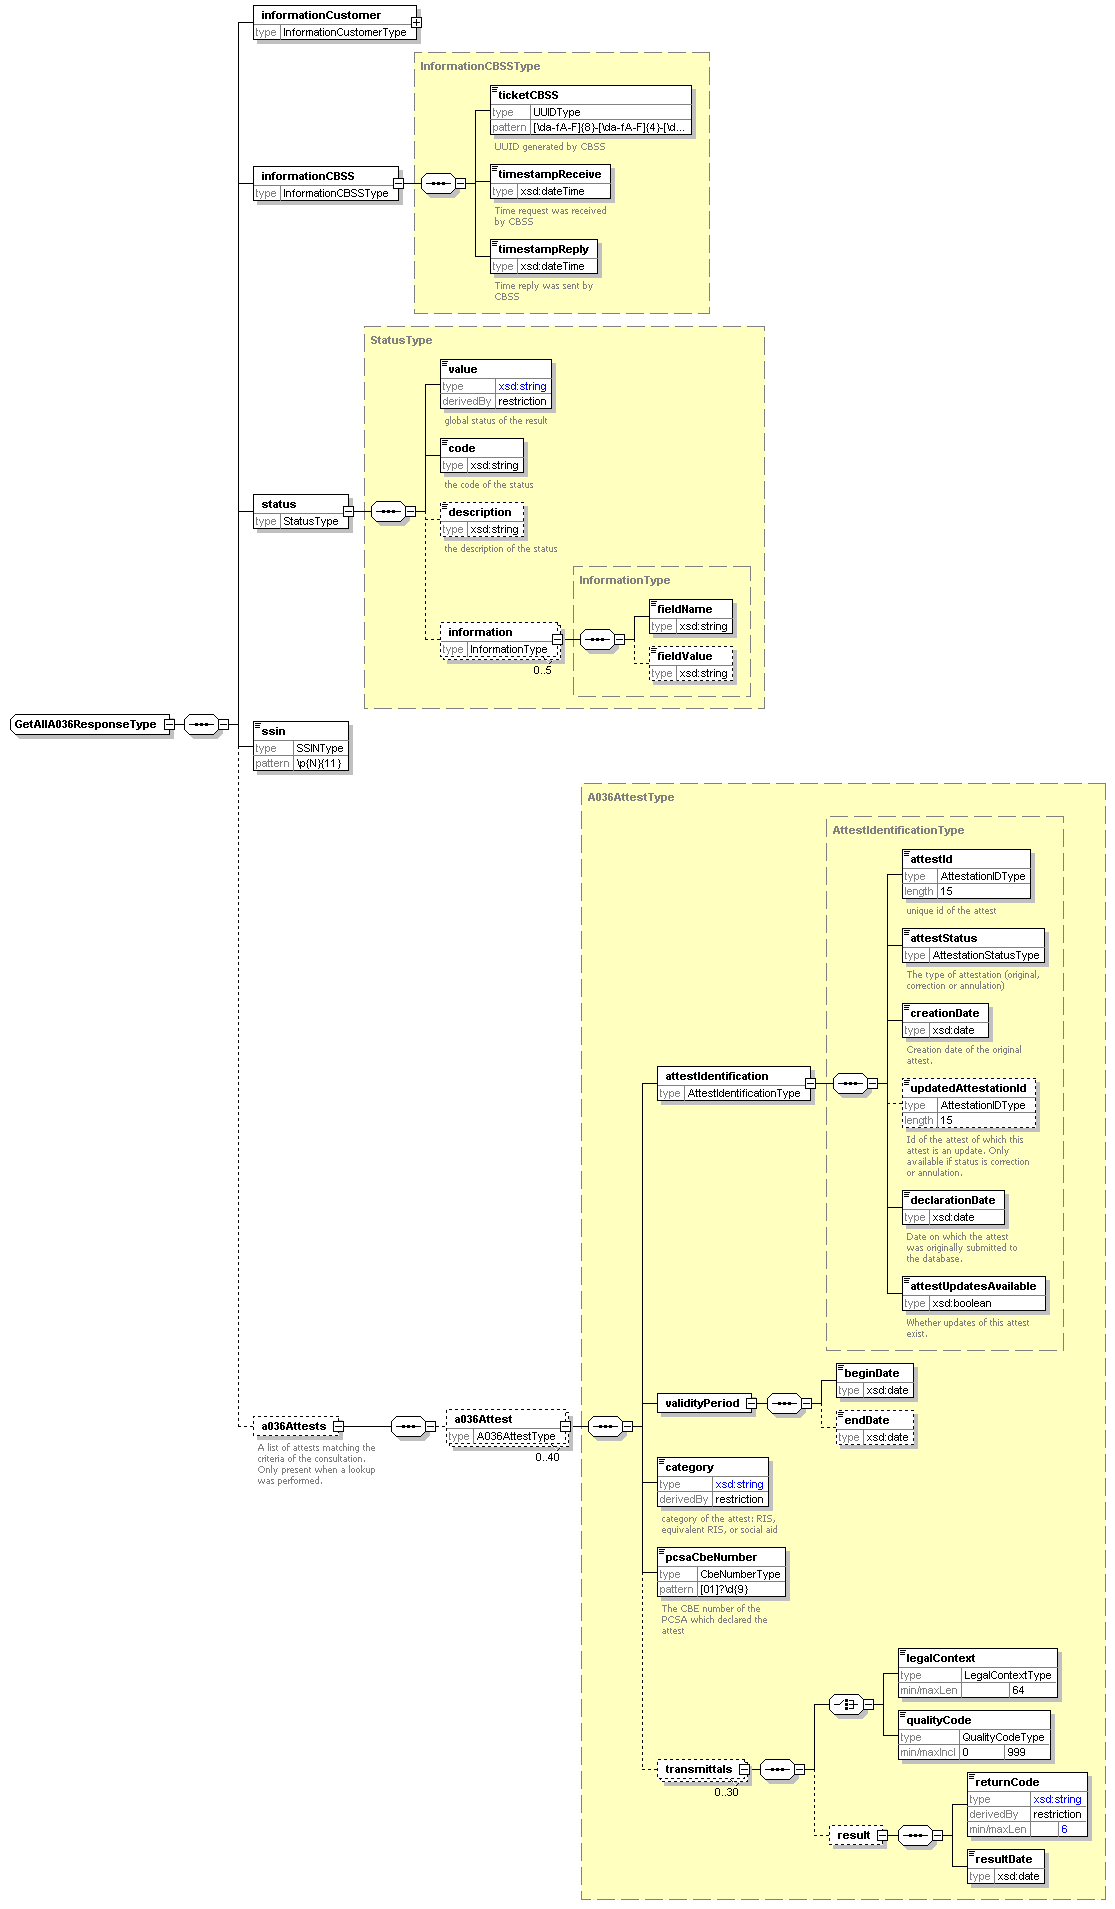 informationCustomer
type InformationCustomerType
InformationCBSSType
ticketCBSS
type UUIDType
pattern [\da-fA-F]{8}-[\da-fA-F]{4}-[\d...
UUID generated by CBSS
informationCBSS
type InformationCBSSType
timestampReceive
type xsd:dateTime
Time request was received
by CBSS
timestampReply
type xsd:dateTime
Time reply was sent by
CBSS
StatusType
value
type xsd:string
derivedBy restriction
global status of the result
code
type xsd:string
the code of the status
status
type StatusType
description
type xsd:string
the description of the status
InformationType
fieldName
type xsd:string
information
type InformationType
0..5
fieldValue
type xsd:string
GetAllA036ResponseType
ssin
type SSINType
pattern \p{N}{11}
A036AttestType
AttestIdentificationType
attestId
type AttestationIDType
length 15
unique id of the attest
attestStatus
type AttestationStatusType
The type of attestation (original,
correction or annulation)
creationDate
type xsd:date
Creation date of the original
attest.
attestIdentification
type AttestIdentificationType
updatedAttestationId
type AttestationIDType
length 15
Id of the attest of which this
attest is an update. Only
available if status is correction
or annulation.
declarationDate
type xsd:date
Date on which the attest
was originally submitted to
the database.
attestUpdatesAvailable
type xsd:boolean
Whether updates of this attest
exist.
beginDate
type xsd:date
validityPeriod
endDate
type xsd:date
a036Attests
A list of attests matching the
criteria of the consultation.
Only present when a lookup
was performed.
a036Attest
type A036AttestType
0..40
category
type xsd:string
derivedBy restriction
category of the attest: RIS,
equivalent RIS, or social aid
pcsaCbeNumber
type CbeNumberType
pattern [01]?\d{9}
The CBE number of the
PCSA which declared the
attest
legalContext
type LegalContextType
min/maxLen 64
qualityCode
type QualityCodeType
min/maxIncl 0 999
transmittals
0..30
returnCode
type xsd:string
derivedBy restriction
min/maxLen 6
result
resultDate
type xsd:date